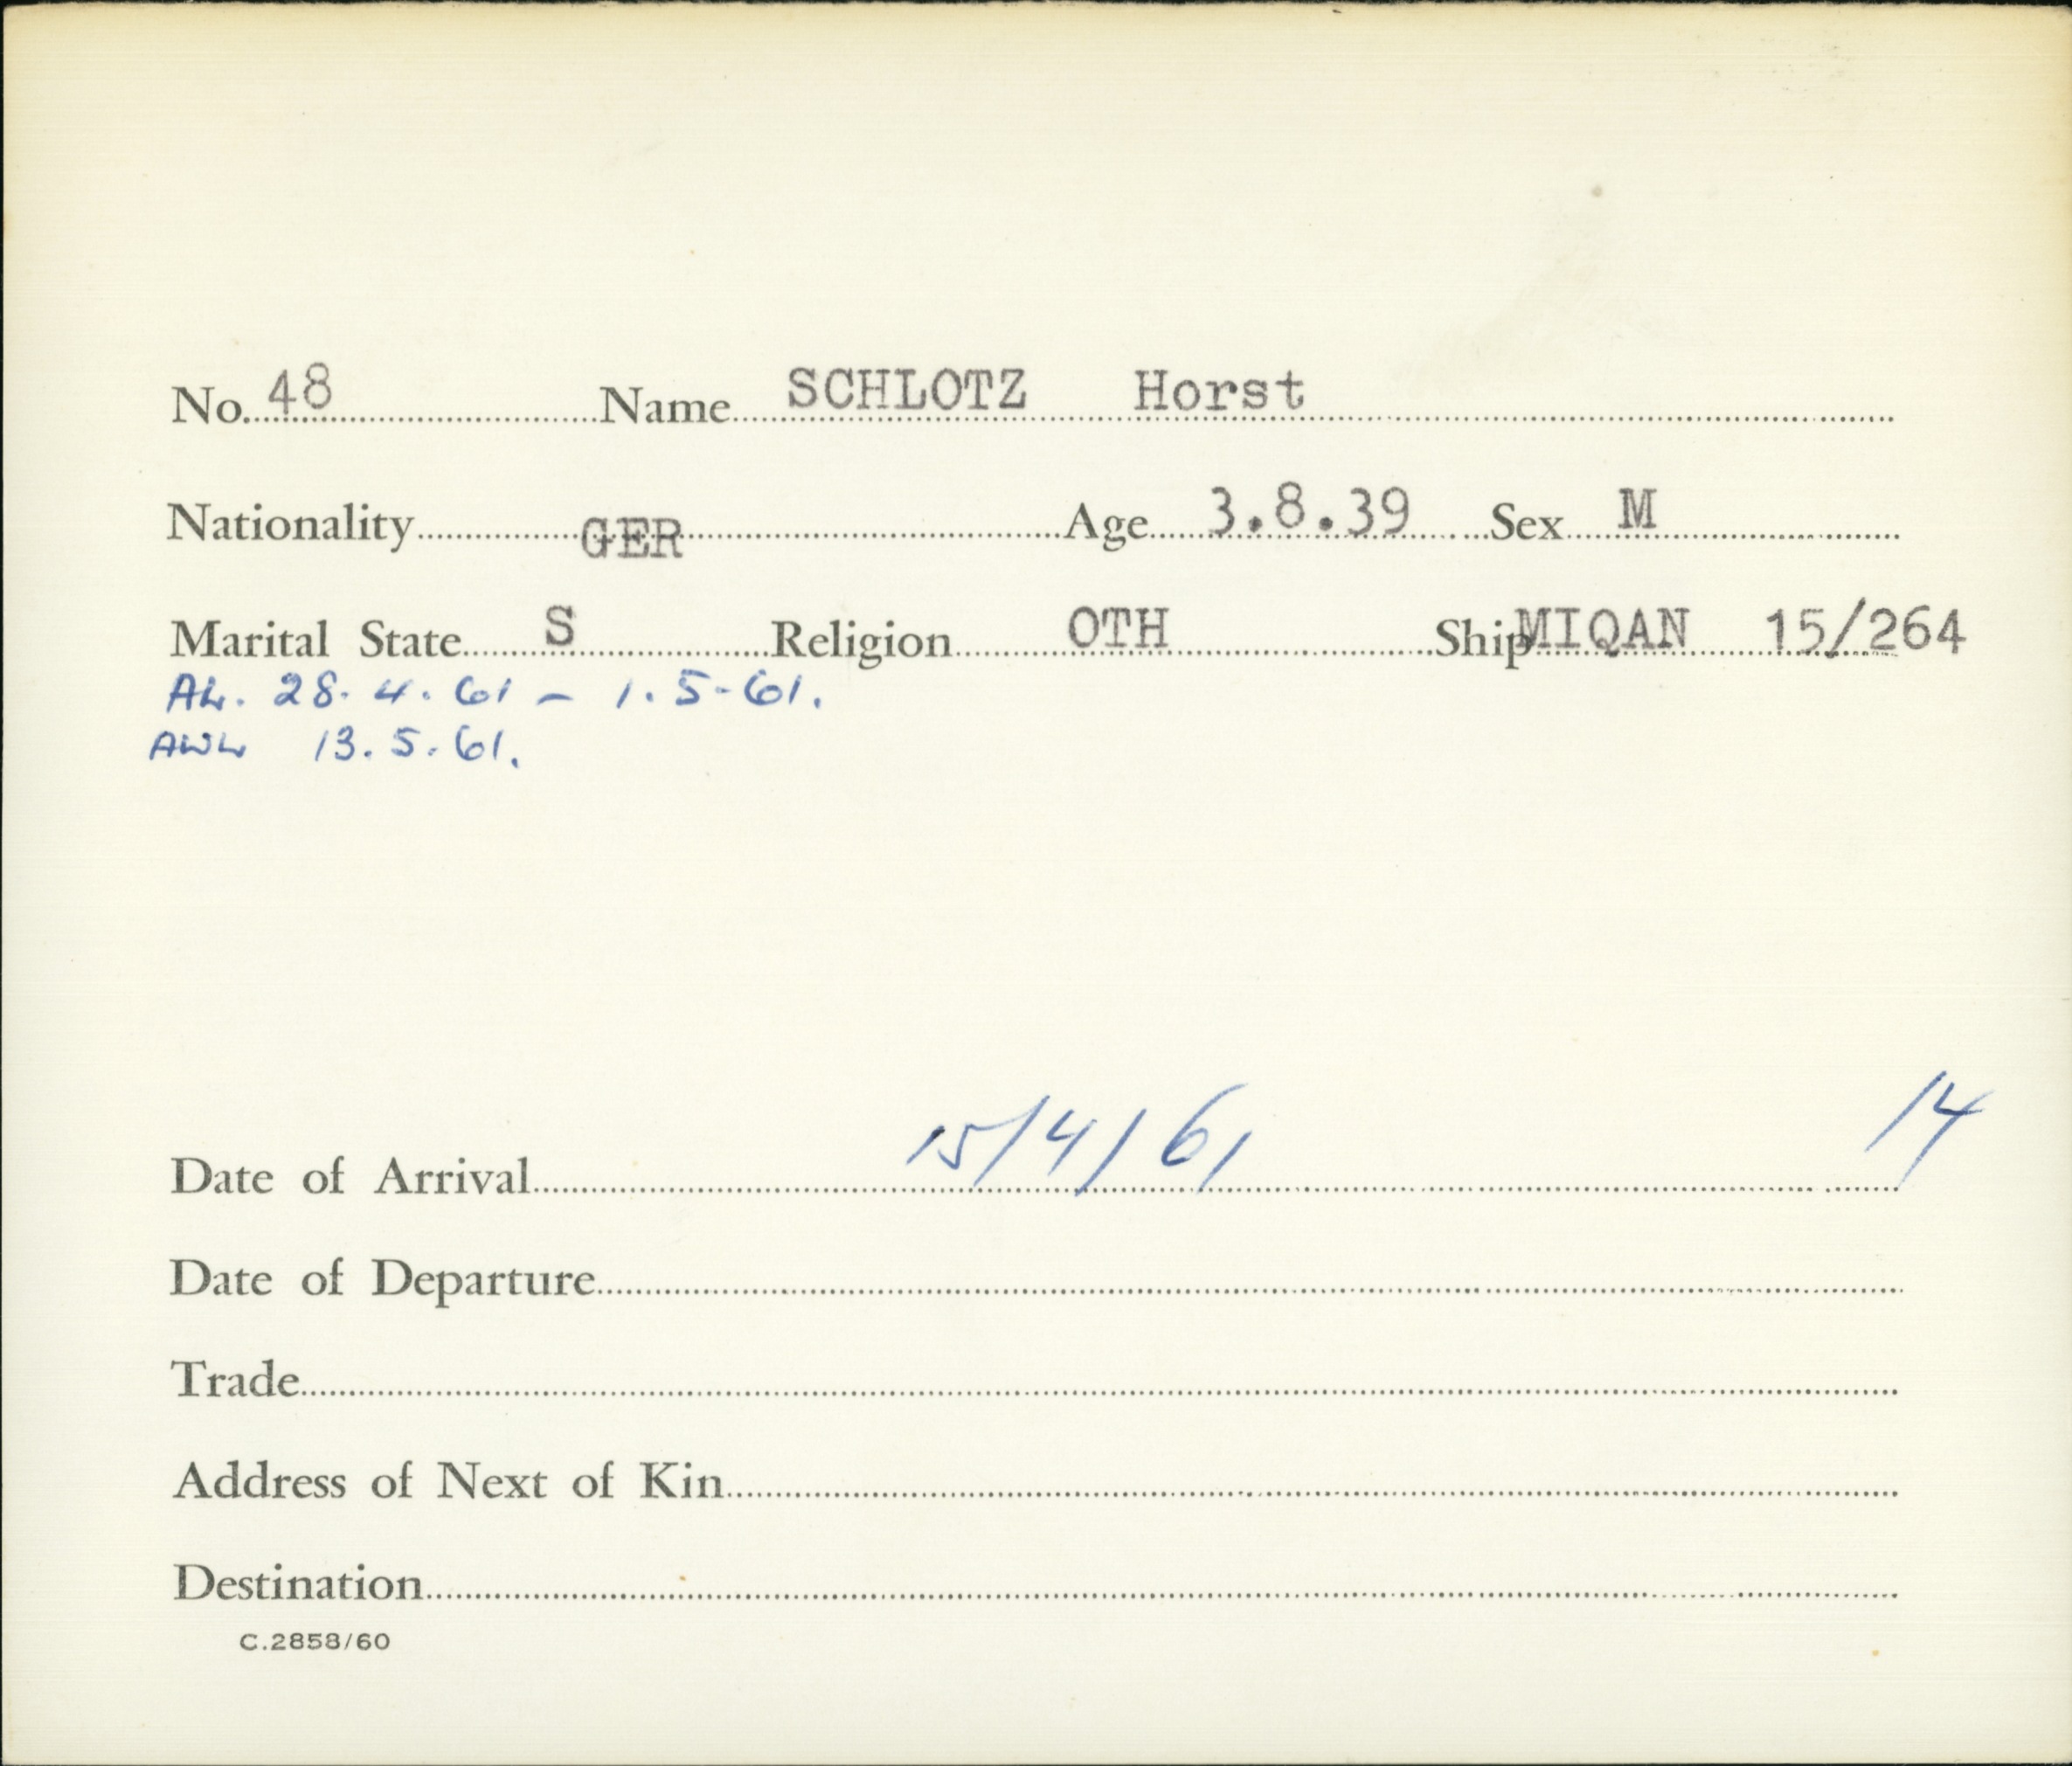 No. 48 Name SCHLOTZ Horst
Nationality GER Age 3.8.39 Sex M
Marital State S Religion OTH Ship MIQAN 15/264
AL. 28.4.61 – 1.5-61.
AWL 13.5.61.
14
Date of Arrival 15/4/61
Date of Departure
Trade
Address of Next of Kin
Destination
C.2858/60